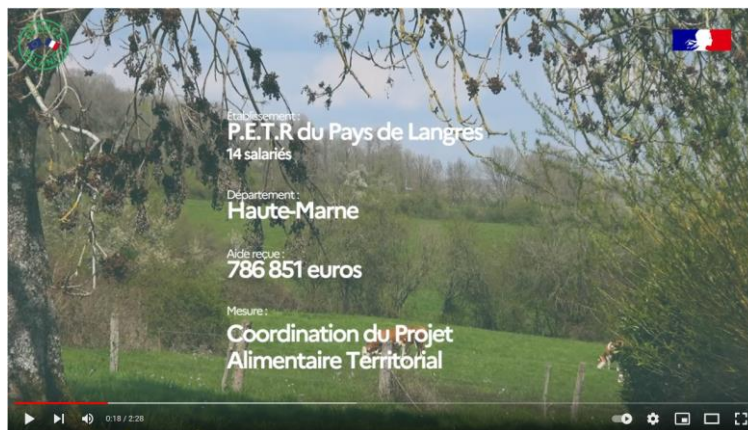 Établissement :
P.E.T.R du Pays de Langres
14 salariés
Département :
Haute-Marne
Aide reçue :
786 851 euros
Mesure :
Coordination du Projet
Alimentaire Territorial
0:18 / 2:28